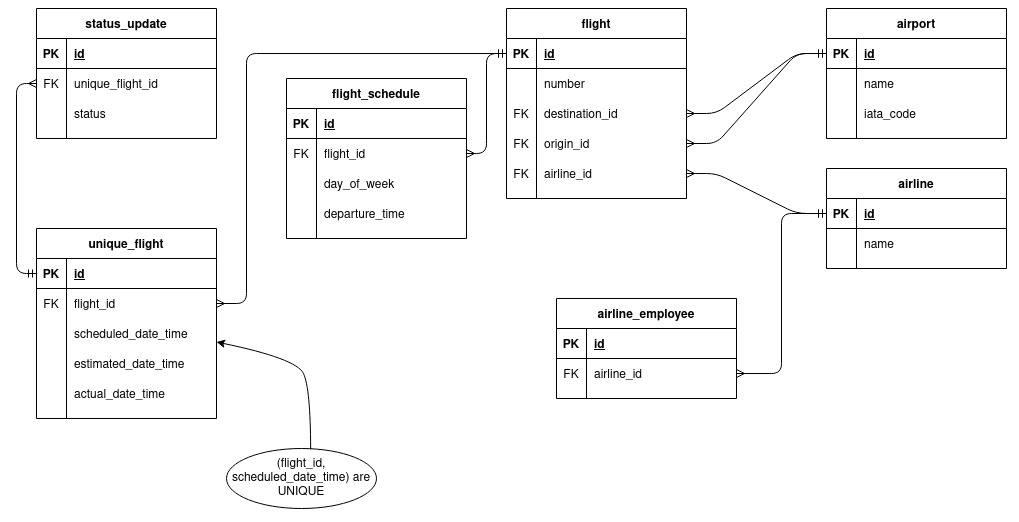 status_update
PK id
FK unique_flight_id
status
flight_schedule
PK id
FK flight_id
day_of_week
departure_time
flight
PK id
number
FK destination_id
FK origin_id
FK airline_id
airport
PK id
name
iata_code
airline
PK id
name
unique_flight
PK id
FK flight_id
scheduled_date_time
estimated_date_time
actual_date_time
airline_employee
PK id
FK airline_id
(flight_id,
scheduled_date_time) are
UNIQUE